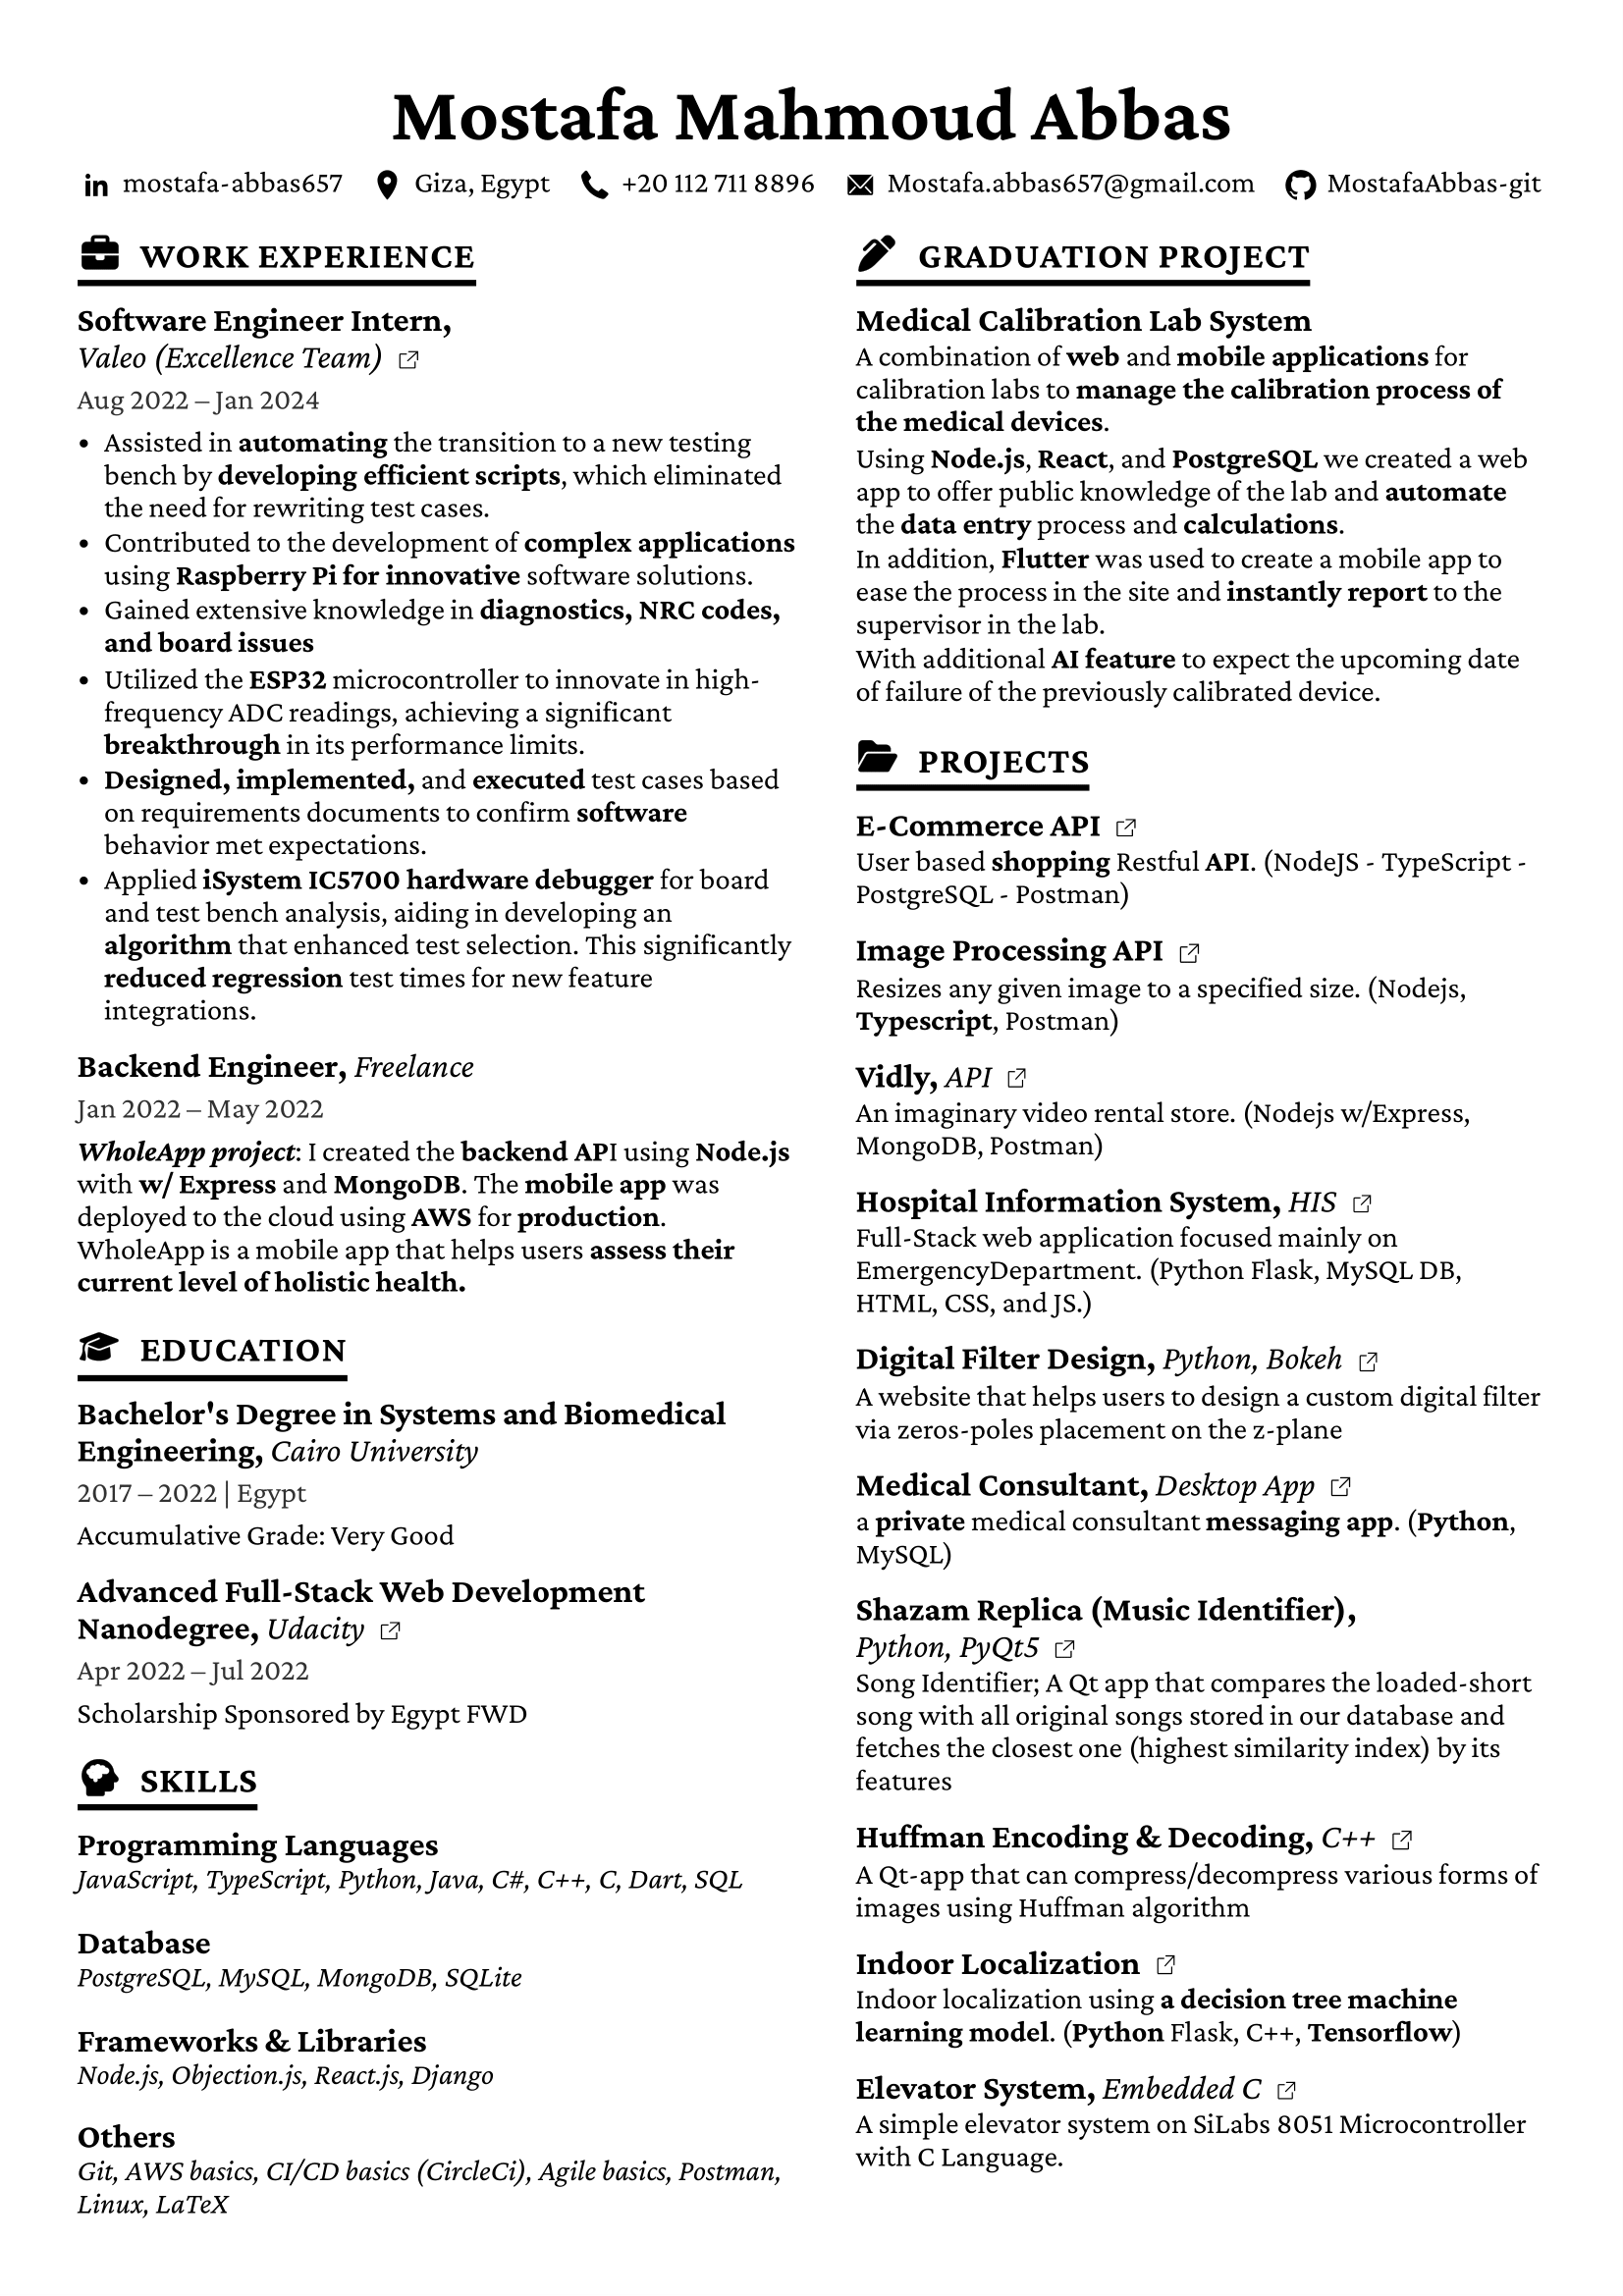 Mostafa Mahmoud Abbas
mostafa-abbas657 Giza, Egypt +20 112 711 8896 Mostafa.abbas657@gmail.com MostafaAbbas-git
WORK EXPERIENCE
Software Engineer Intern,
Valeo (Excellence Team)
Aug 2022 – Jan 2024
• Assisted in automating the transition to a new testing
bench by developing efficient scripts, which eliminated
the need for rewriting test cases.
• Contributed to the development of complex applications
using Raspberry Pi for innovative software solutions.
• Gained extensive knowledge in diagnostics, NRC codes,
and board issues
• Utilized the ESP32 microcontroller to innovate in high-
frequency ADC readings, achieving a significant
breakthrough in its performance limits.
• Designed, implemented, and executed test cases based
on requirements documents to confirm software
behavior met expectations.
• Applied iSystem IC5700 hardware debugger for board
and test bench analysis, aiding in developing an
algorithm that enhanced test selection. This significantly
reduced regression test times for new feature
integrations.
Backend Engineer, Freelance
Jan 2022 – May 2022
WholeApp project: I created the backend API using Node.js
with w/ Express and MongoDB. The mobile app was
deployed to the cloud using AWS for production.
WholeApp is a mobile app that helps users assess their
current level of holistic health.
EDUCATION
Bachelor's Degree in Systems and Biomedical
Engineering, Cairo University
2017 – 2022 | Egypt
Accumulative Grade: Very Good
Advanced Full-Stack Web Development
Nanodegree, Udacity
Apr 2022 – Jul 2022
Scholarship Sponsored by Egypt FWD
SKILLS
Programming Languages
JavaScript, TypeScript, Python, Java, C#, C++, C, Dart, SQL
Database
PostgreSQL, MySQL, MongoDB, SQLite
Frameworks & Libraries
Node.js, Objection.js, React.js, Django
Others
Git, AWS basics, CI/CD basics (CircleCi), Agile basics, Postman,
Linux, LaTeX
GRADUATION PROJECT
Medical Calibration Lab System
A combination of web and mobile applications for
calibration labs to manage the calibration process of
the medical devices.
Using Node.js, React, and PostgreSQL we created a web
app to offer public knowledge of the lab and automate
the data entry process and calculations.
In addition, Flutter was used to create a mobile app to
ease the process in the site and instantly report to the
supervisor in the lab.
With additional AI feature to expect the upcoming date
of failure of the previously calibrated device.
PROJECTS
E-Commerce API
User based shopping Restful API. (NodeJS - TypeScript -
PostgreSQL - Postman)
Image Processing API
Resizes any given image to a specified size. (Nodejs,
Typescript, Postman)
Vidly, API
An imaginary video rental store. (Nodejs w/Express,
MongoDB, Postman)
Hospital Information System, HIS
Full-Stack web application focused mainly on
EmergencyDepartment. (Python Flask, MySQL DB,
HTML, CSS, and JS.)
Digital Filter Design, Python, Bokeh
A website that helps users to design a custom digital filter
via zeros-poles placement on the z-plane
Medical Consultant, Desktop App
a private medical consultant messaging app. (Python,
MySQL)
Shazam Replica (Music Identifier),
Python, PyQt5
Song Identifier; A Qt app that compares the loaded-short
song with all original songs stored in our database and
fetches the closest one (highest similarity index) by its
features
Huffman Encoding & Decoding, C++
A Qt-app that can compress/decompress various forms of
images using Huffman algorithm
Indoor Localization
Indoor localization using a decision tree machine
learning model. (Python Flask, C++, Tensorflow)
Elevator System, Embedded C
A simple elevator system on SiLabs 8051 Microcontroller
with C Language.